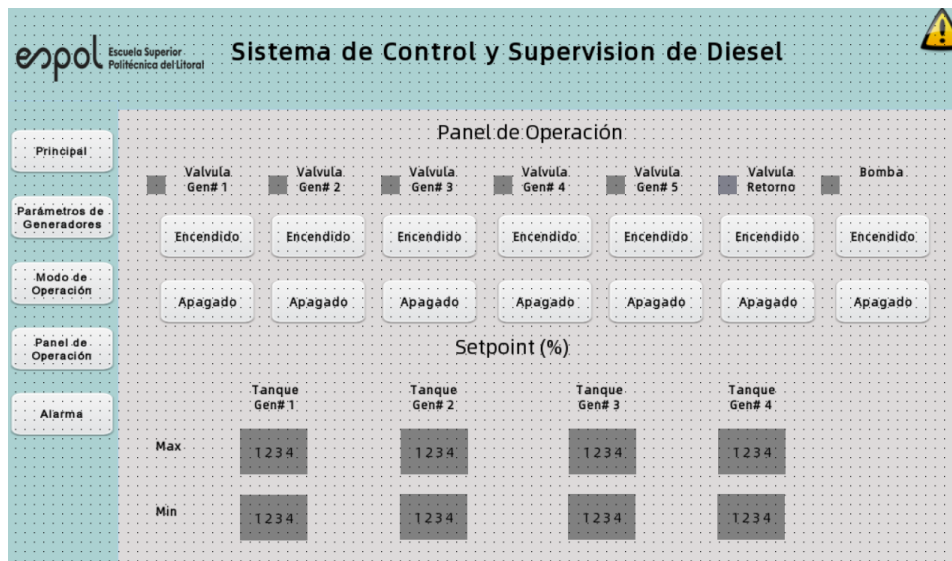 espol Escuela Superior
Politécnica del Litoral
Sistema de Control y Supervision de Diesel
Principal
Parámetros de
Generadores
Modo de
Operación
Panel de
Operación
Alarma
Panel de Operación
Valvula Valvula Valvula Valvula Valvula Valvula Bomba
Gen# 1 Gen# 2 Gen# 3 Gen# 4 Gen# 5 Retorno
Encendido Encendido Encendido Encendido Encendido Encendido Encendido
Apagado Apagado Apagado Apagado Apagado Apagado Apagado
Setpoint (%)
Tanque Tanque Tanque Tanque
Gen# 1 Gen# 2 Gen# 3 Gen# 4
Max 1234 1234 1234 1234
Min 1234 1234 1234 1234